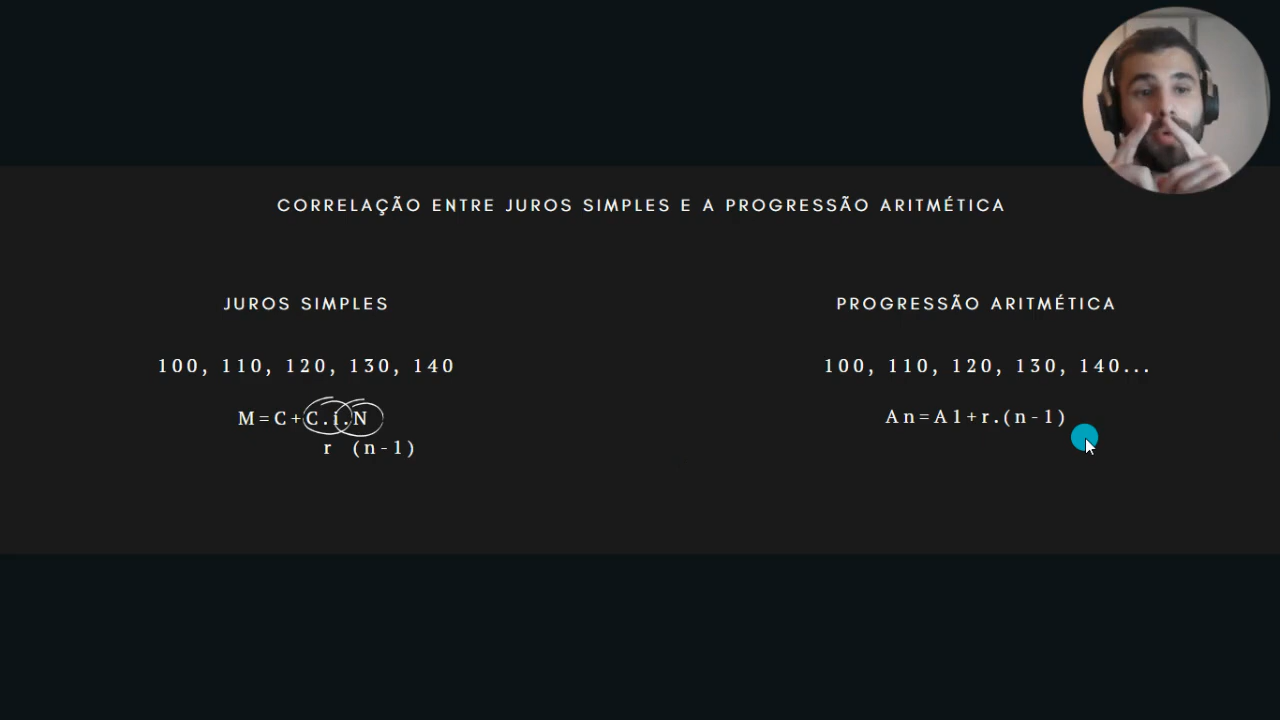 CORRELAÇÃO ENTRE JUROS SIMPLES E A PROGRESSÃO ARITMÉTICA
JUROS SIMPLES
100, 110, 120, 130, 140
M=C+C.i.N
r (n-1)
PROGRESSÃO ARITMÉTICA
100, 110, 120, 130, 140...
An=A1+r.(n-1)